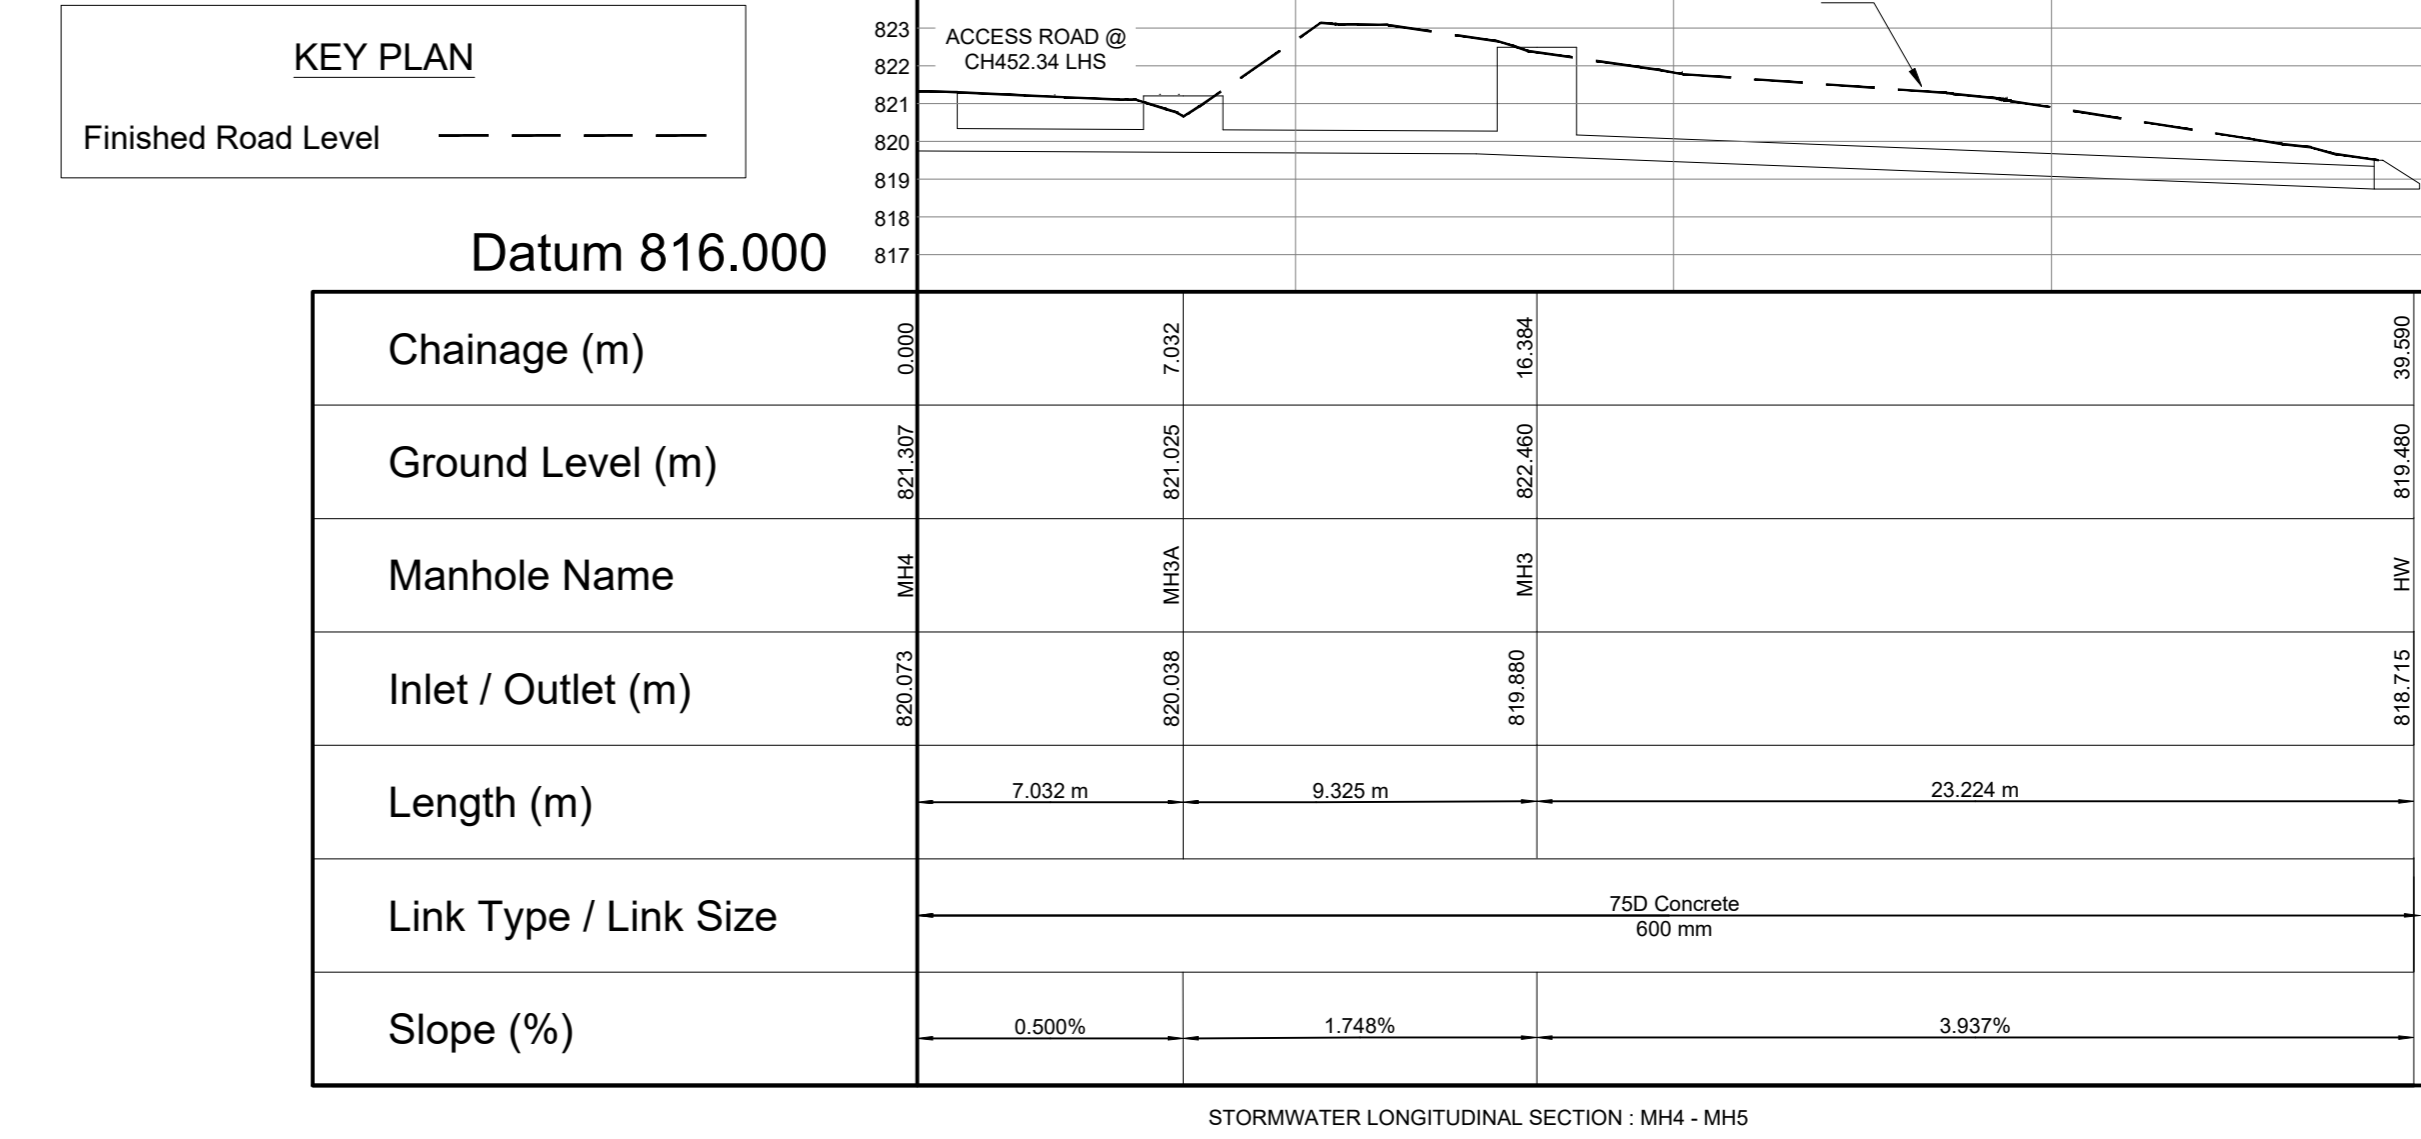 KEY PLAN
Finished Road Level
823
822
821
820
819
818
817
ACCESS ROAD @
CH452.34 LHS
Datum 816.000
Chainage (m)
0.000
7.032
16.384
39.590
Ground Level (m)
821.307
821.025
822.460
819.480
Manhole Name
MH4
MH3A
MH3
HW
Inlet / Outlet (m)
820.073
820.038
819.880
818.715
Length (m)
7.032 m
9.325 m
23.224 m
Link Type / Link Size
75D Concrete
600 mm
Slope (%)
0.500%
1.748%
3.937%
STORMWATER LONGITUDINAL SECTION : MH4 - MH5